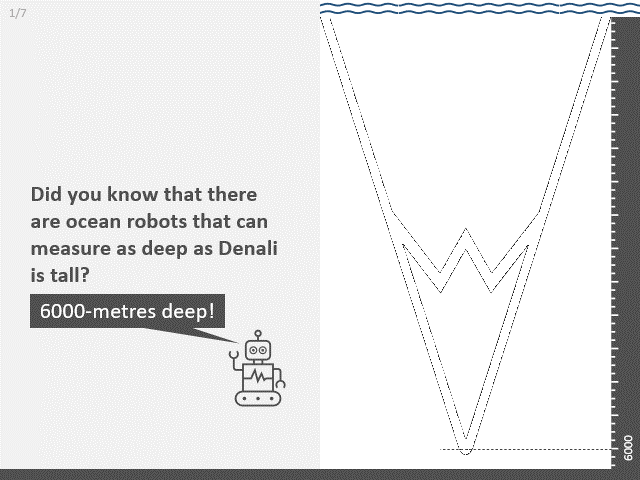 1/7
Did you know that there
are ocean robots that can
measure as deep as Denali
is tall?
6000-metres deep!
6000